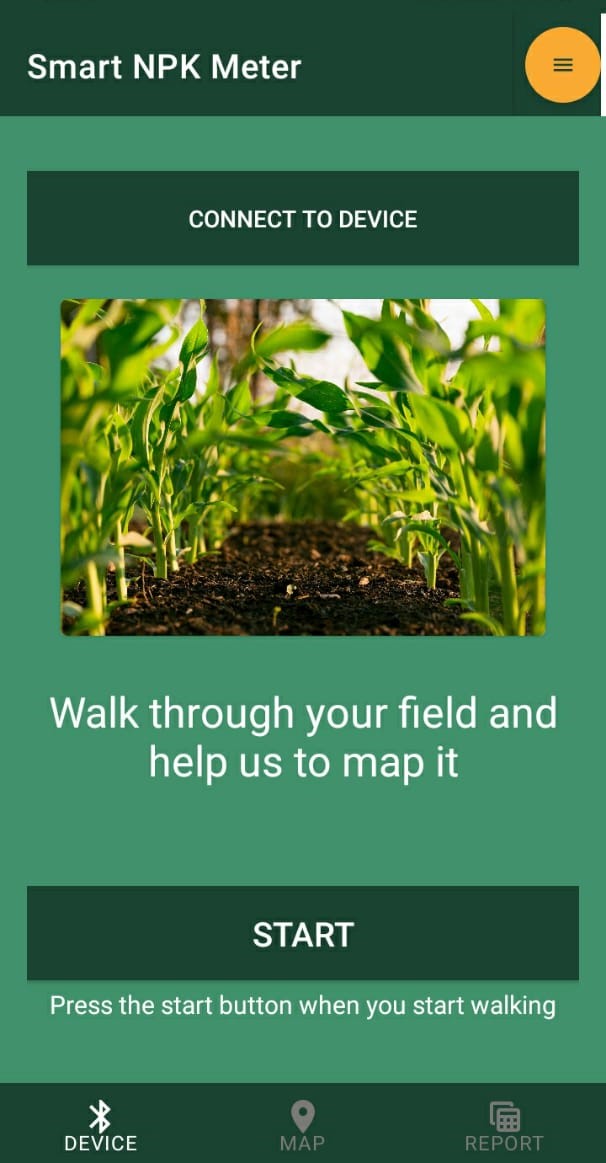 Smart NPK Meter
CONNECT TO DEVICE
Walk through your field and
help us to map it
START
Press the start button when you start walking
DEVICE
MAP
REPORT